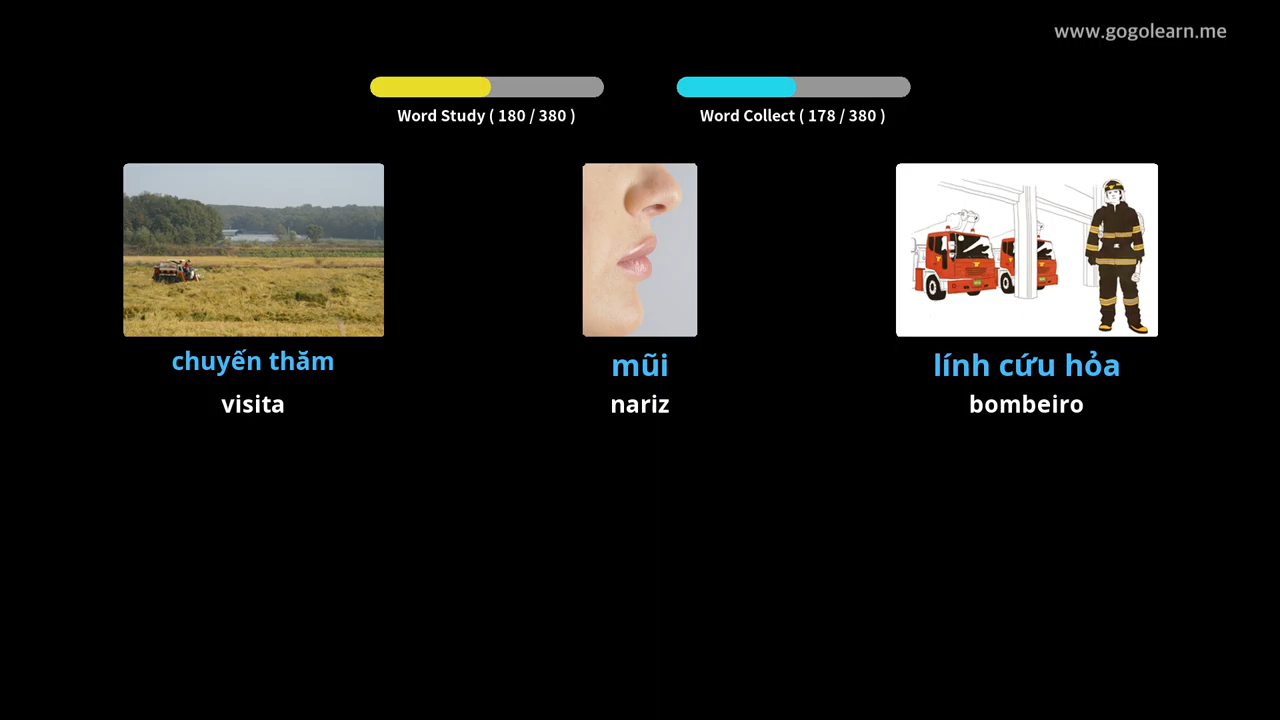 www.gogolearn.me
Word Study ( 180 / 380 )
Word Collect ( 178 / 380 )
chuyến thăm
mũi
lính cứu hỏa
visita
nariz
bombeiro